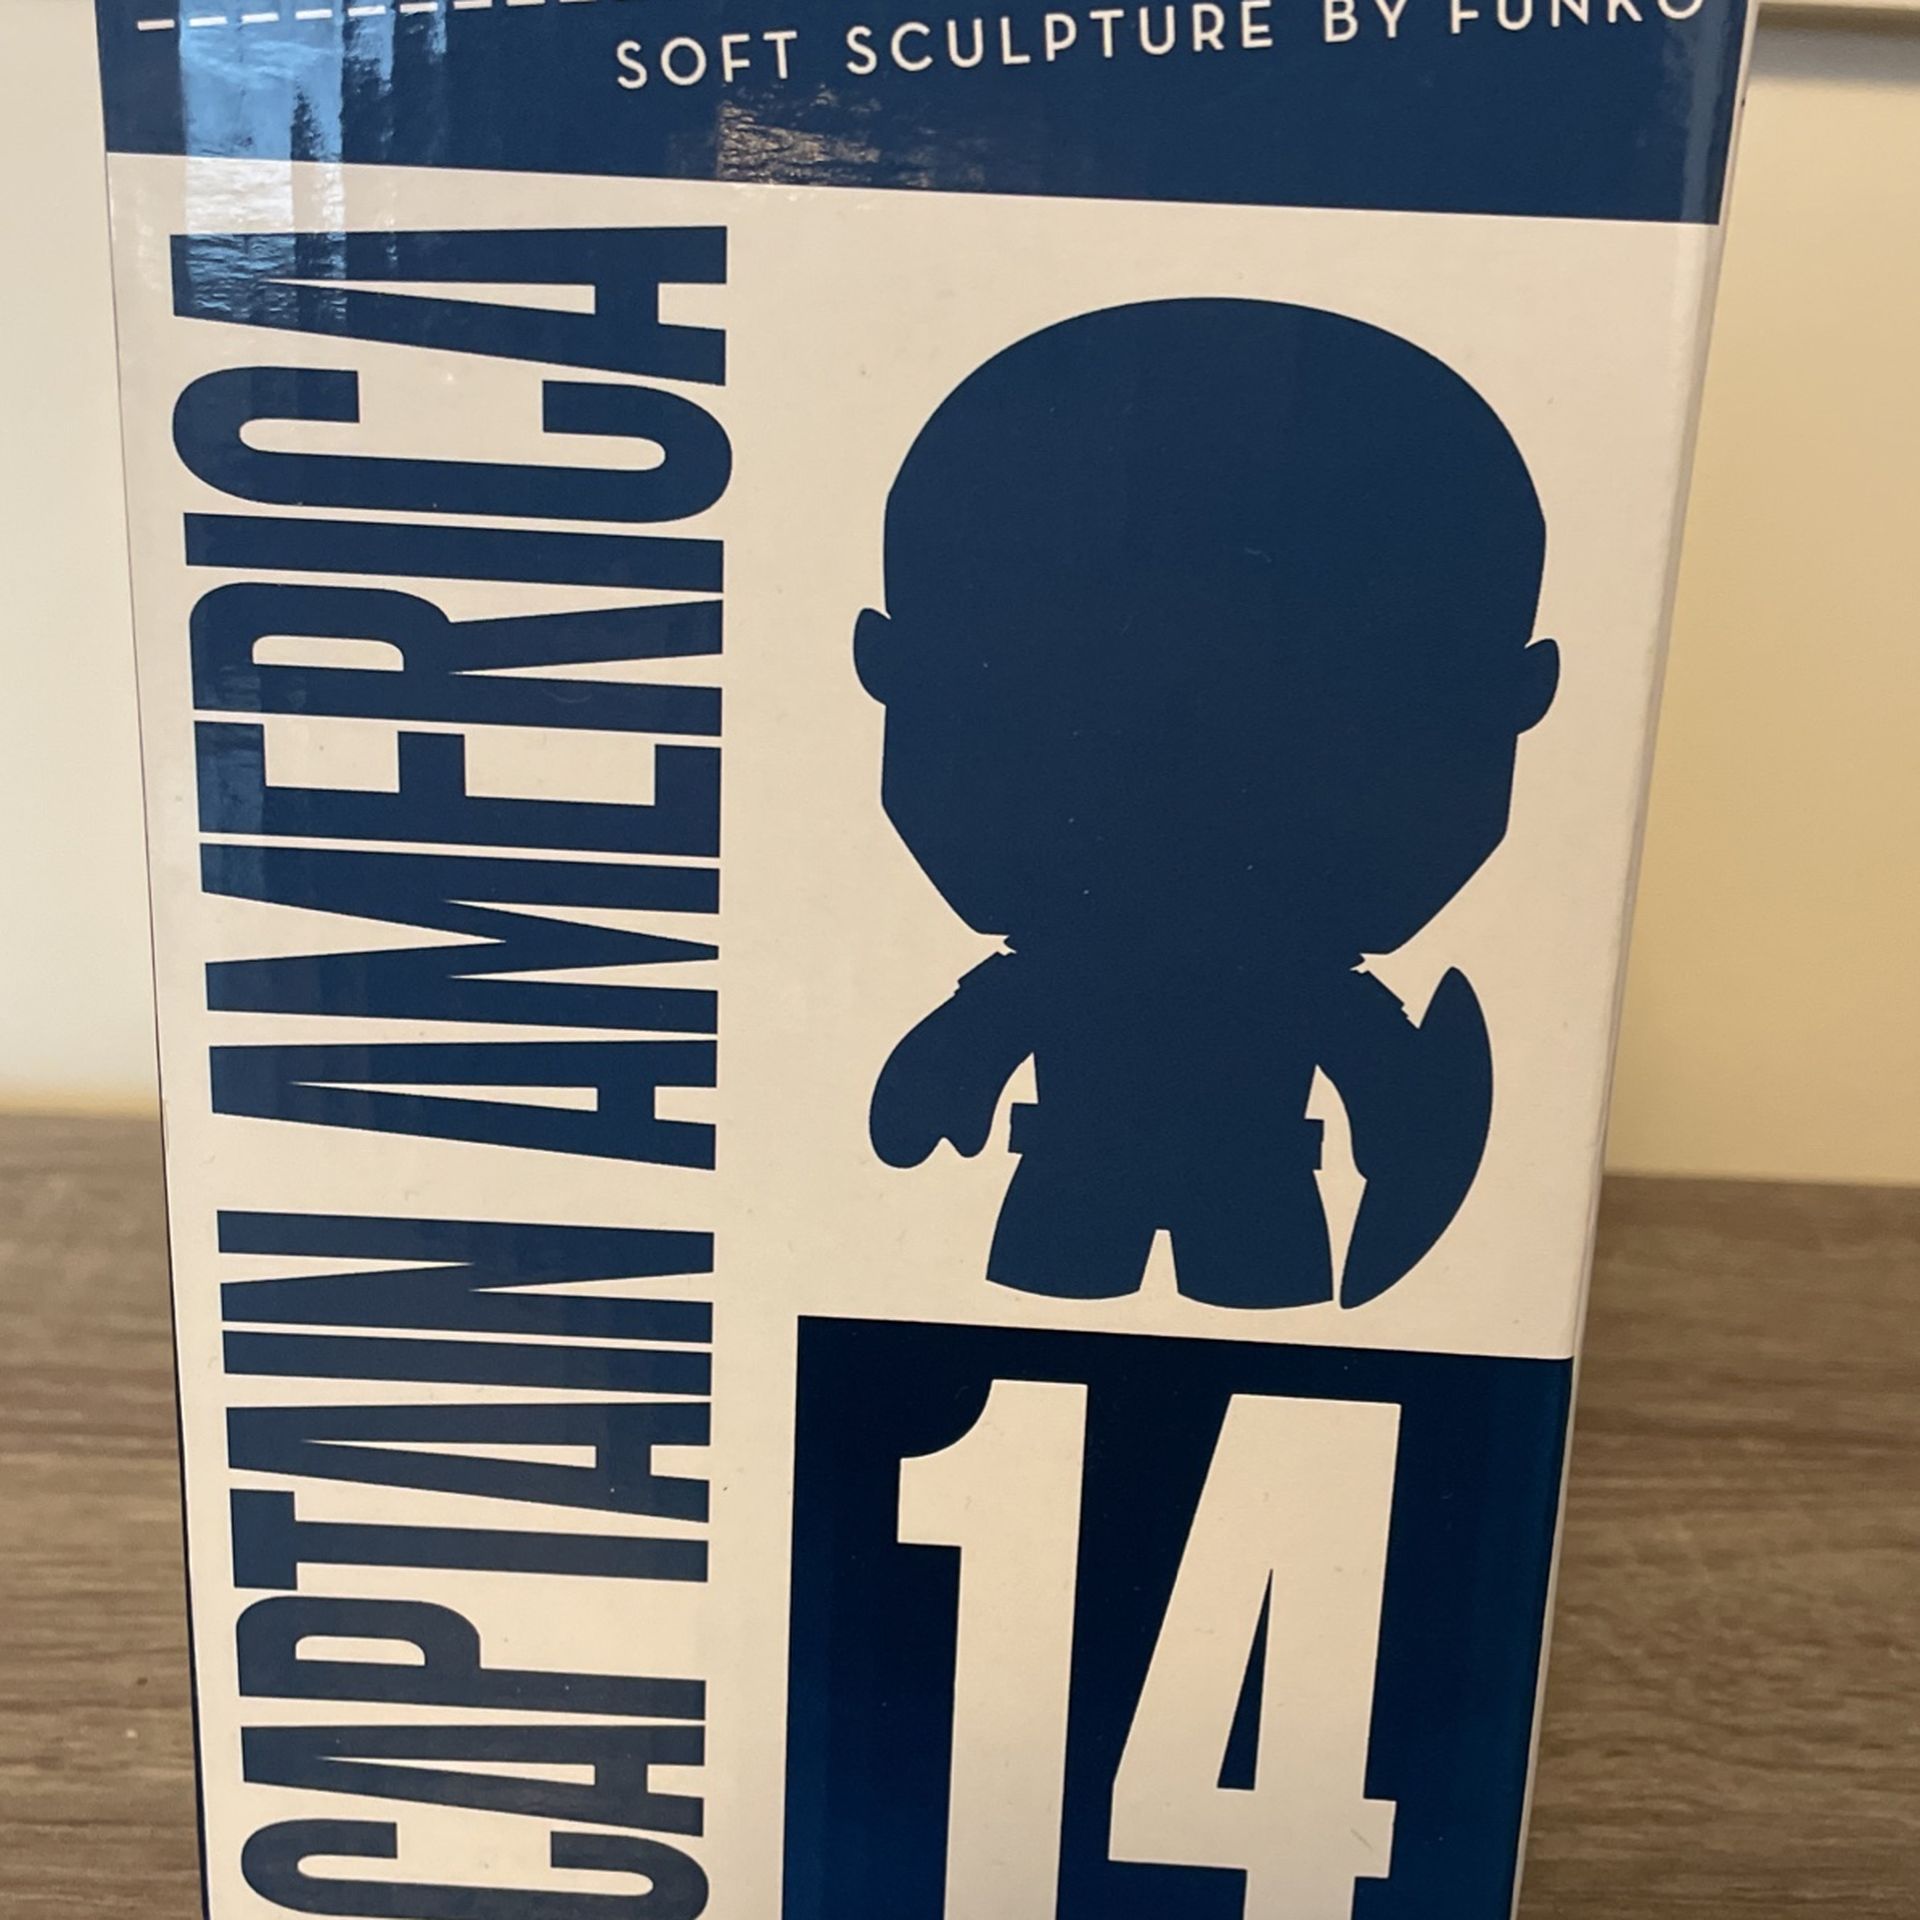 SOFT SCULPTURE BY FUNKO
CAPTAIN AMERICA
14